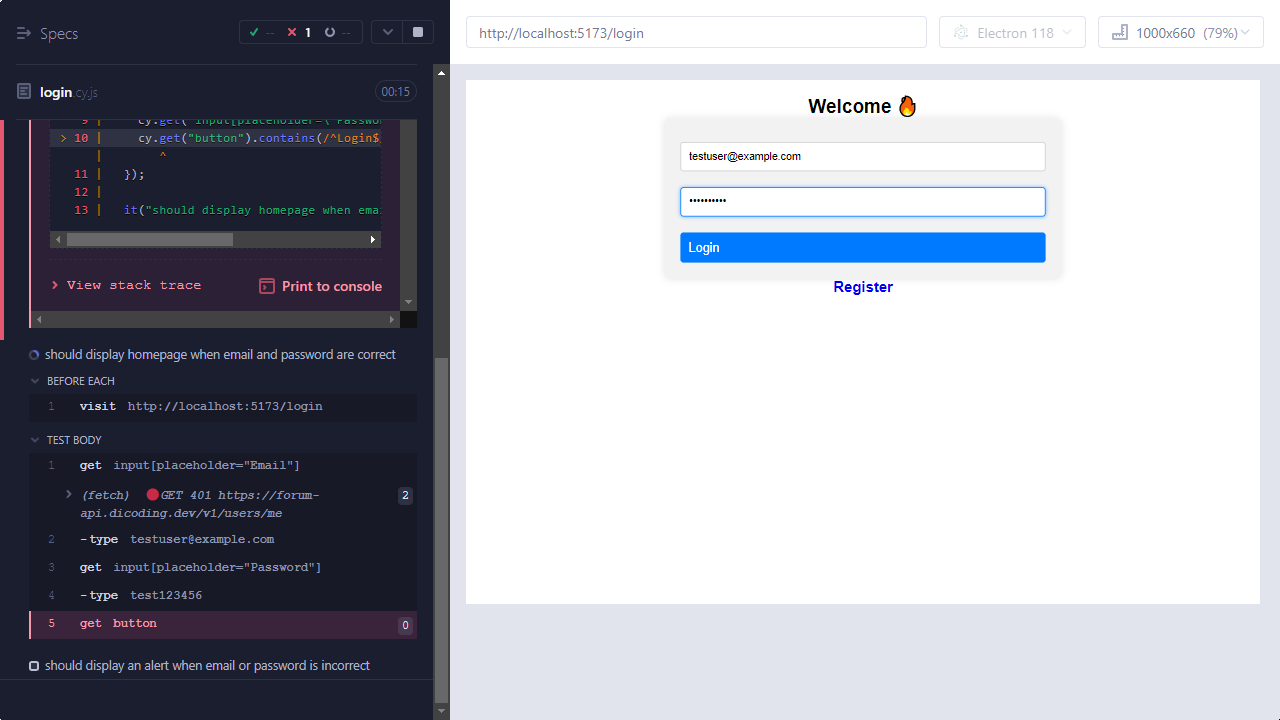 Specs
-- 1 --
login.cy.js 00:15
9 | cy.get('input[placeholder=("Passwo
> 10 | cy.get("button").contains(/^Login$/
| ^
11 | });
12 |
13 | it("should display homepage when emai
View stack trace
Print to console
should display homepage when email and password are correct
BEFORE EACH
1 visit http://localhost:5173/login
TEST BODY
1 get input[placeholder="Email"]
(fetch) GET 401 https://forum-
api.dicoding.dev/v1/users/me
2
2 -type testuser@example.com
3 get input[placeholder="Password"]
4 -type test123456
5 get button 0
should display an alert when email or password is incorrect
http://localhost:5173/login
Electron 118
1000x660 (79%)
Welcome 🔥
testuser@example.com
••••••••••
Login
Register